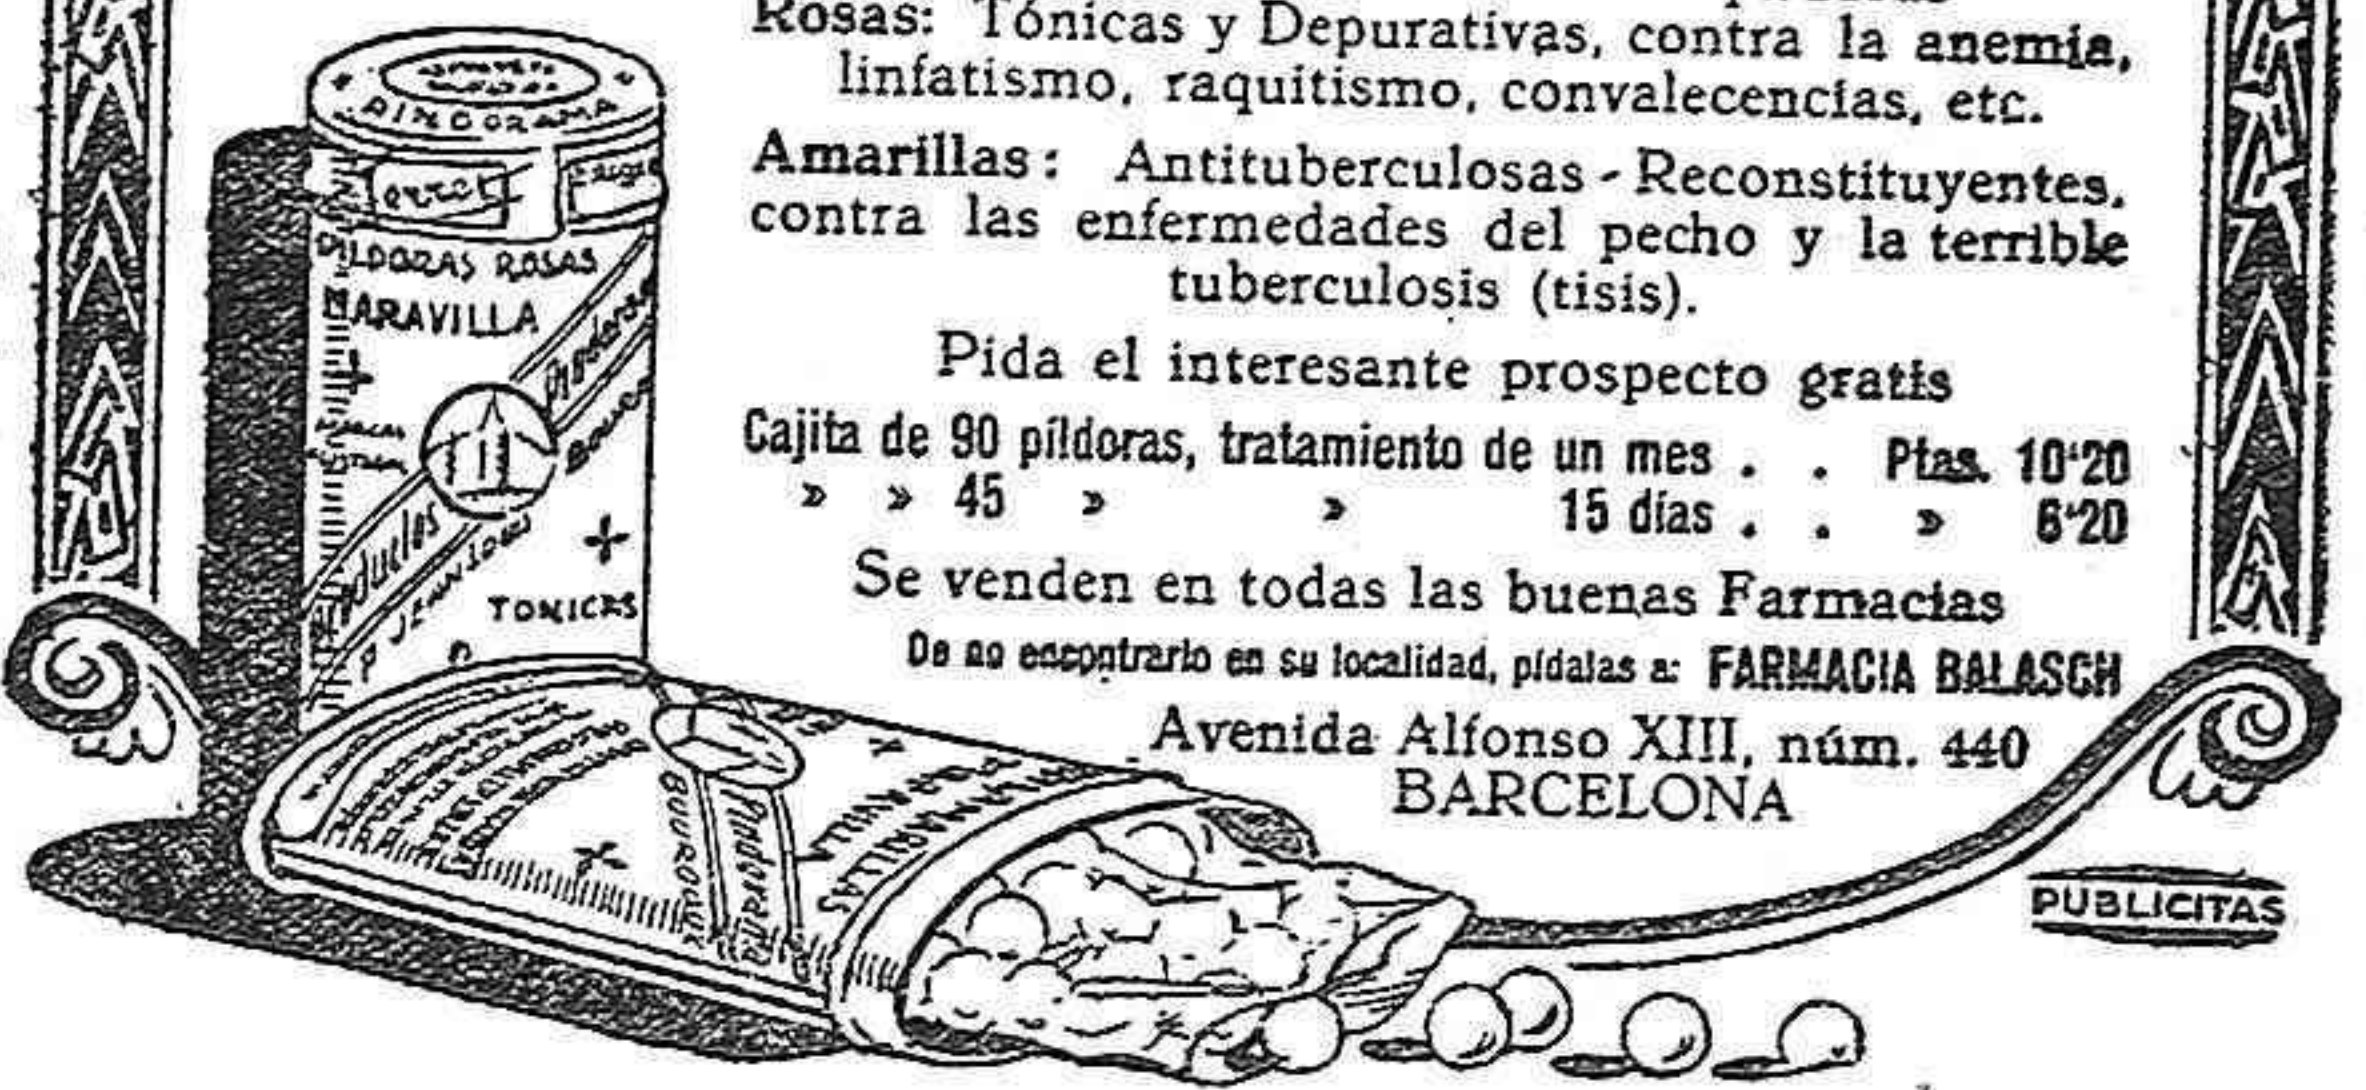 Rosas: Tónicas y Depurativas, contra la anemia,
linfatismo, raquitismo, convalecencias, etc.
Amarillas: Antituberculosas - Reconstituyentes,
contra las enfermedades del pecho y la terrible
tuberculosis (tisis).
Pida el interesante prospecto gratis
Cajita de 90 píldoras, tratamiento de un mes . . Ptas. 10'20
» » 45 » » 15 días . . » 6'20
Se venden en todas las buenas Farmacias
De no encontrarlo en su localidad, pídalas a: FARMACIA BALASCH
Avenida Alfonso XIII, núm. 440
BARCELONA
PUBLICITAS
PILDORAS ROSAS
MARAVILLA
TONICAS
MARAVILLA
AMARILLAS